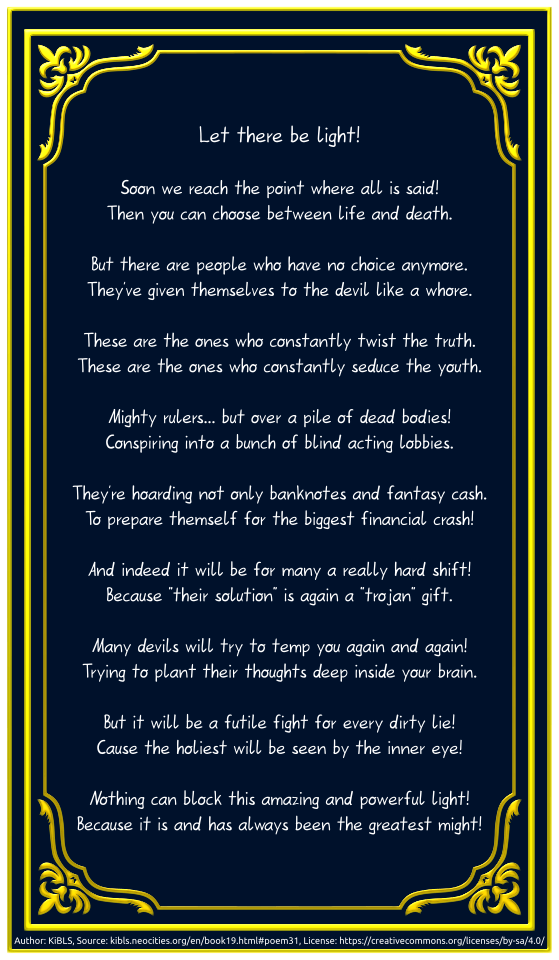 Let there be light!
Soon we reach the point where all is said!
Then you can choose between life and death.
But there are people who have no choice anymore.
They've given themselves to the devil like a whore.
These are the ones who constantly twist the truth.
These are the ones who constantly seduce the youth.
Mighty rulers... but over a pile of dead bodies!
Conspiring into a bunch of blind acting lobbies.
They're hoarding not only banknotes and fantasy cash.
To prepare themself for the biggest financial crash!
And indeed it will be for many a really hard shift!
Because "their solution" is again a "trojan" gift.
Many devils will try to temp you again and again!
Trying to plant their thoughts deep inside your brain.
But it will be a futile fight for every dirty lie!
Cause the holiest will be seen by the inner eye!
Nothing can block this amazing and powerful light!
Because it is and has always been the greatest might!
Author: KiBLS, Source: kibls.neocities.org/en/book19.html#poem31, License: https://creativecommons.org/licenses/by-sa/4.0/